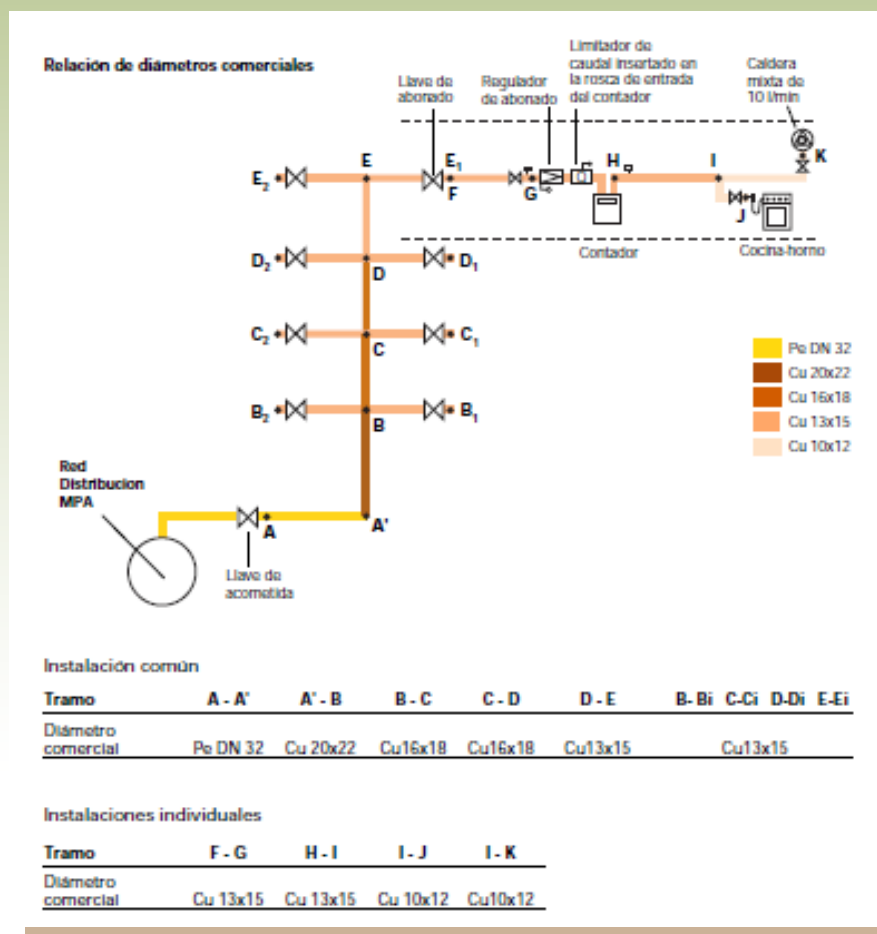 Relación de diámetros comerciales
Llave de
abonado
Regulador
de abonado
Limitador de
caudal insertado en
la rosca de entrada
del contador
Caldera
mixta de
10 l/min
E₂
E
E₁
F
G
H
I
K
J
D₂
D
D₁
Contador
Cocina-horno
C₂
C
C₁
B₂
B
B₁
Pe DN 32
Cu 20x22
Cu 16x18
Cu 13x15
Cu 10x12
Red
Distribucion
MPA
A
A'
Llave de
acometida
Instalación común
Tramo A - A' A' - B B - C C - D D - E B- Bi C-Ci D-Di E-Ei
Diámetro
comercial Pe DN 32 Cu 20x22 Cu16x18 Cu16x18 Cu13x15 Cu13x15
Instalaciones individuales
Tramo F - G H - I I - J I - K
Diámetro
comercial Cu 13x15 Cu 13x15 Cu 10x12 Cu10x12